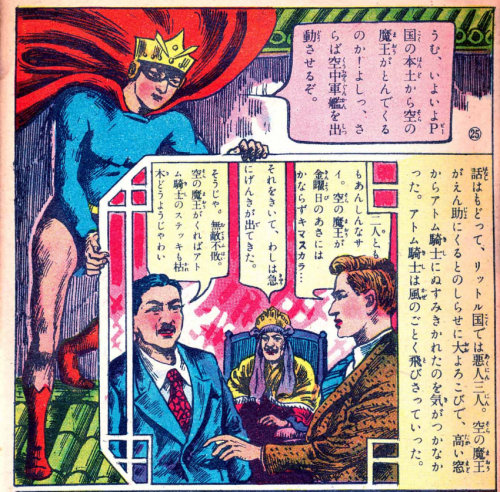 うむ、いよいよP
国の本土から空の
魔王がとんでくる
のか!よしっ、さ
らば空中軍艦を出
動させるぞ。
㉕
話はもどって、リットル国では悪人三人。空の魔王
がえん助にくるとのしらせに大よろこびで、高い窓
からアトム騎士にぬすみきかれたのを気がつかなか
った。アトム騎士は風のごとく飛びさっていった。
二人とも
もあんしんなサ
イ。空の魔王が
金曜日のあさには
かならずキマスカラ…
それをきいて、わしは急
にげんきが出てきた。
そうじゃ。無敵不敗。
空の魔王がくればアト
ム騎士のステッキも枯
木どうようじゃわい